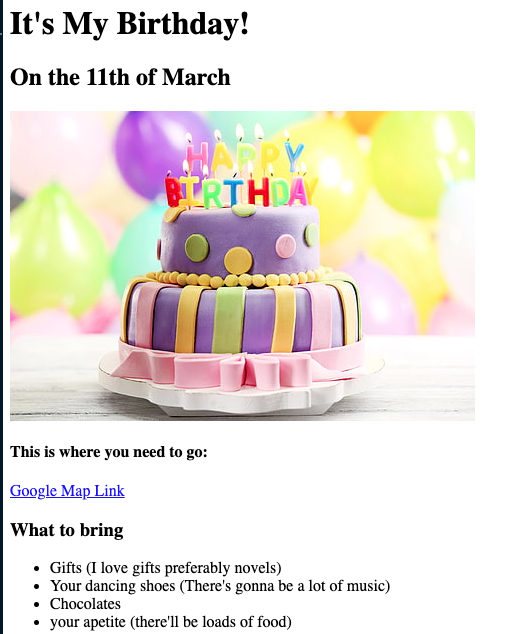 It's My Birthday!
On the 11th of March
HAPPY
BIRTHDAY
This is where you need to go:
Google Map Link
What to bring
Gifts (I love gifts preferably novels)
Your dancing shoes (There's gonna be a lot of music)
Chocolates
your apetite (there'll be loads of food)